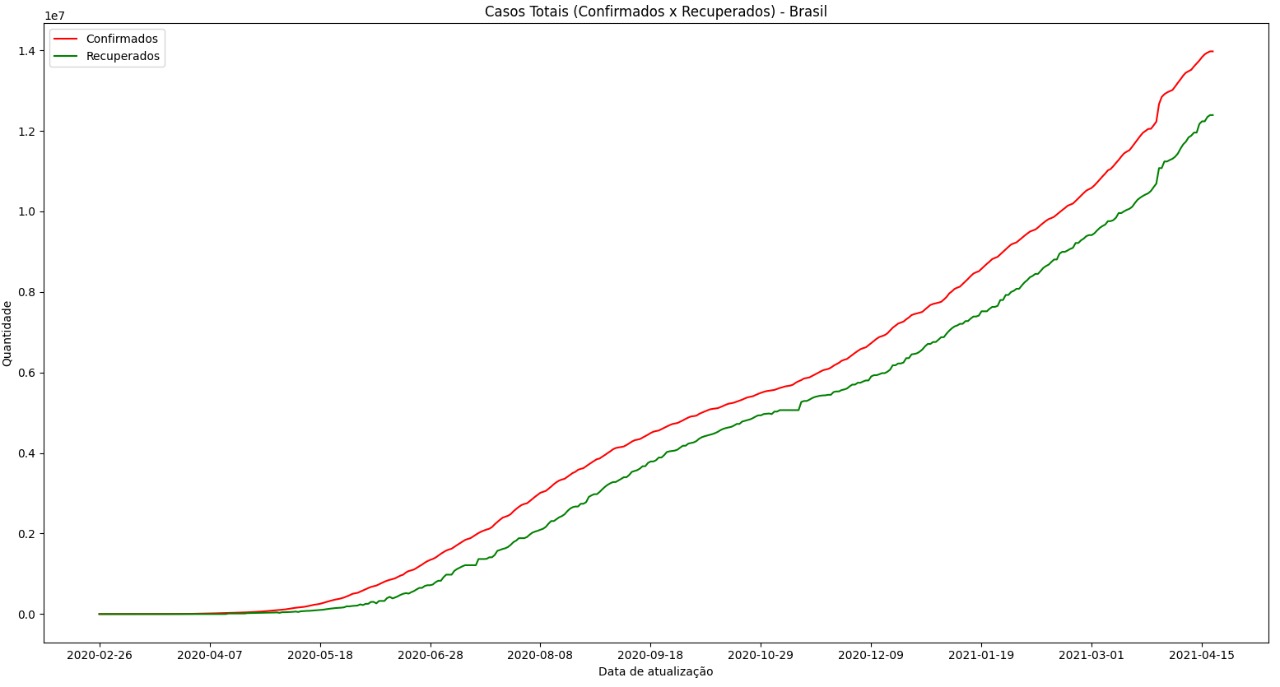 Casos Totais (Confirmados x Recuperados) - Brasil
1e7
Confirmados
Recuperados
1.4
1.2
1.0
0.8
0.6
0.4
0.2
0.0
Quantidade
2020-02-26 2020-04-07 2020-05-18 2020-06-28 2020-08-08 2020-09-18 2020-10-29 2020-12-09 2021-01-19 2021-03-01 2021-04-15
Data de atualização